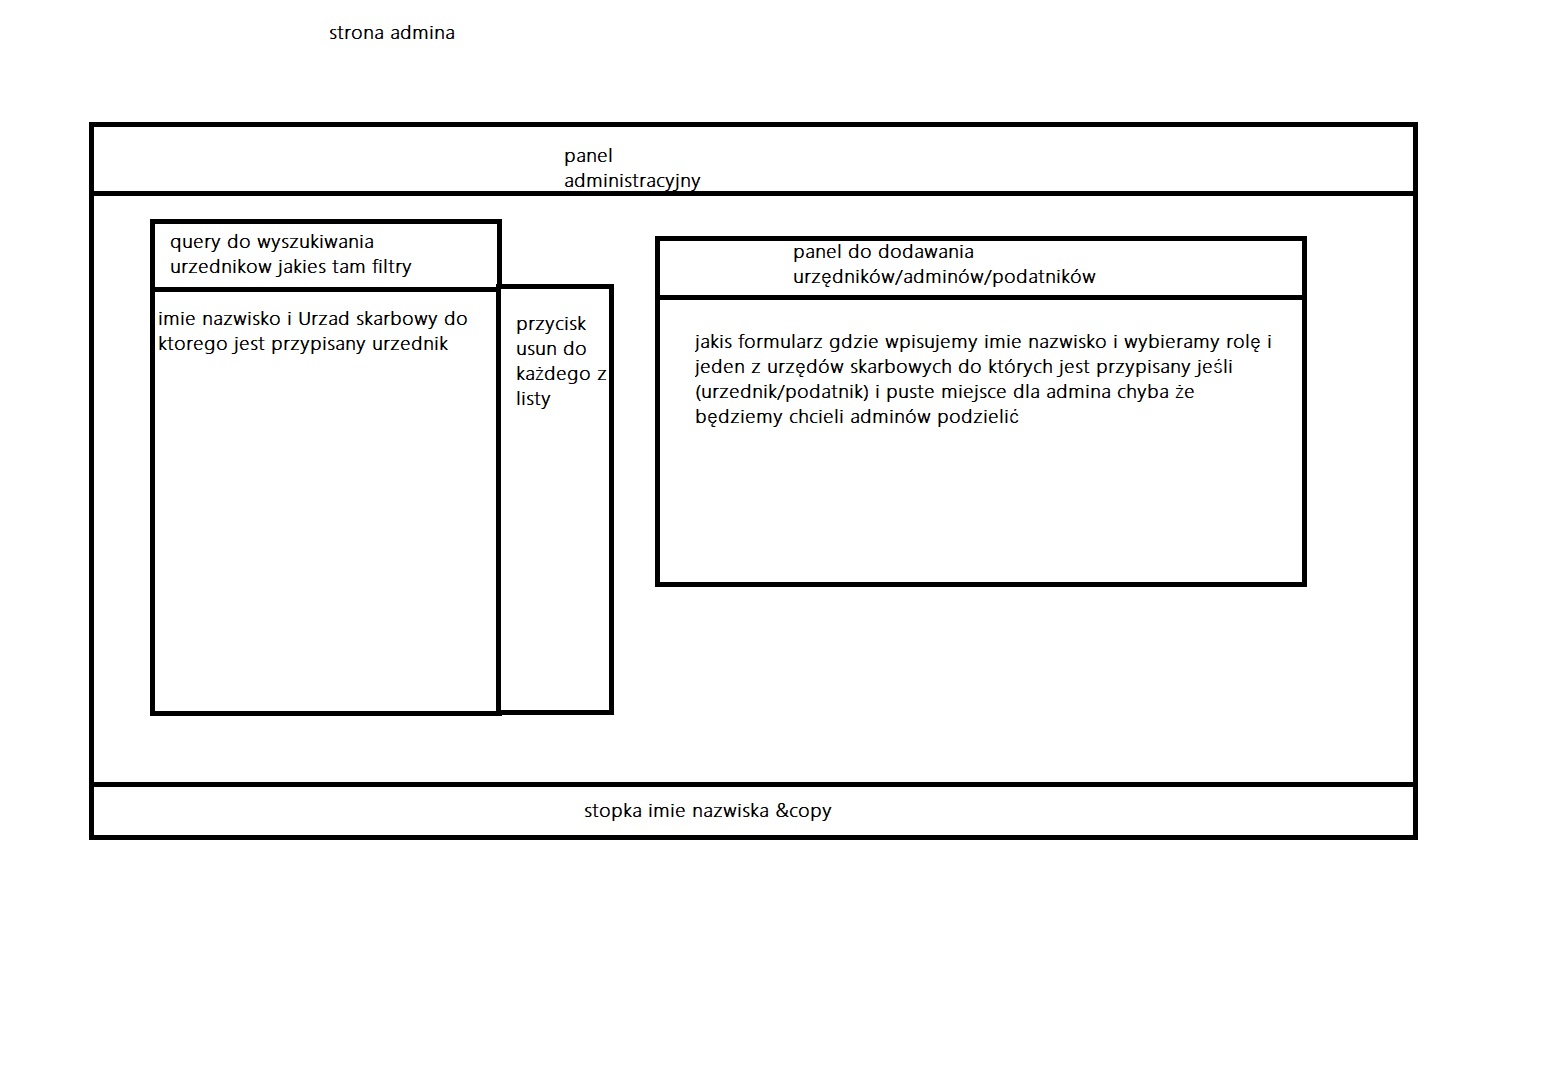 strona admina
panel
administracyjny
query do wyszukiwania
urzednikow jakies tam filtry
imie nazwisko i Urzad skarbowy do
ktorego jest przypisany urzednik
przycisk
usun do
każdego z
listy
panel do dodawania
urzędników/adminów/podatników
jakis formularz gdzie wpisujemy imie nazwisko i wybieramy rolę i
jeden z urzędów skarbowych do których jest przypisany jeśli
(urzednik/podatnik) i puste miejsce dla admina chyba że
będziemy chcieli adminów podzielić
stopka imie nazwiska &copy